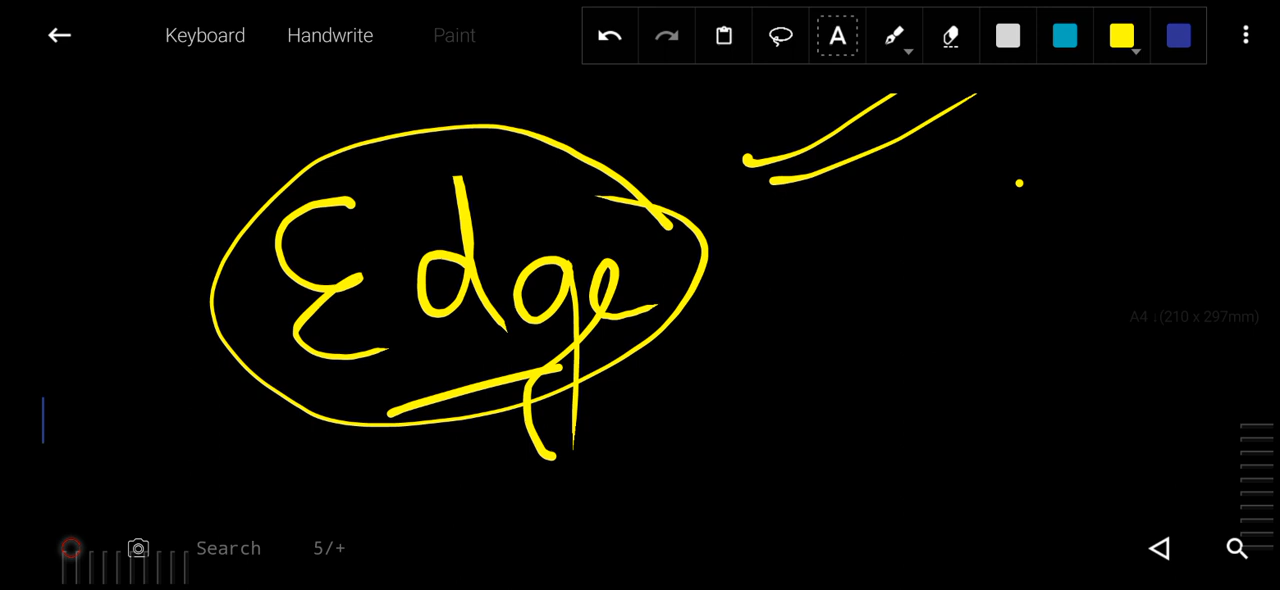 Keyboard Handwrite Paint A
Edge
A4 ↓(210 x 297mm)
Search 5/+